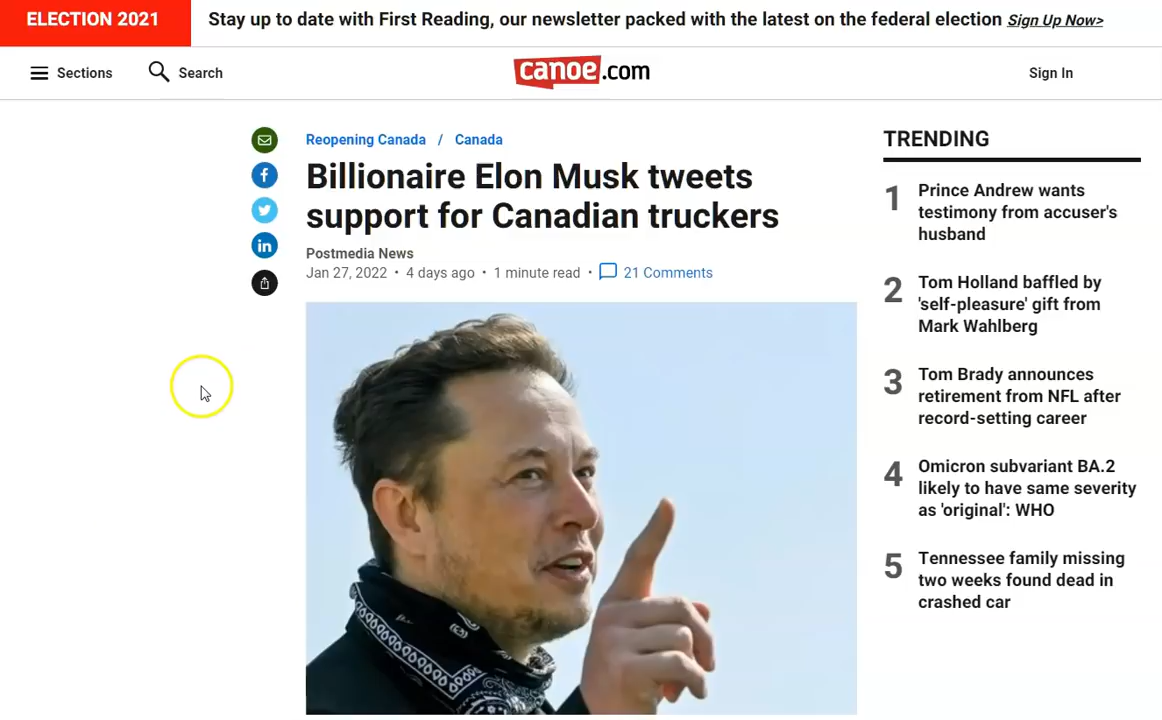 ELECTION 2021
Stay up to date with First Reading, our newsletter packed with the latest on the federal election Sign Up Now>
Sections
Search
canoe.com
Sign In
Reopening Canada / Canada
Billionaire Elon Musk tweets
support for Canadian truckers
Postmedia News
Jan 27, 2022 • 4 days ago • 1 minute read • 21 Comments
TRENDING
1 Prince Andrew wants
testimony from accuser's
husband
2 Tom Holland baffled by
'self-pleasure' gift from
Mark Wahlberg
3 Tom Brady announces
retirement from NFL after
record-setting career
4 Omicron subvariant BA.2
likely to have same severity
as 'original': WHO
5 Tennessee family missing
two weeks found dead in
crashed car